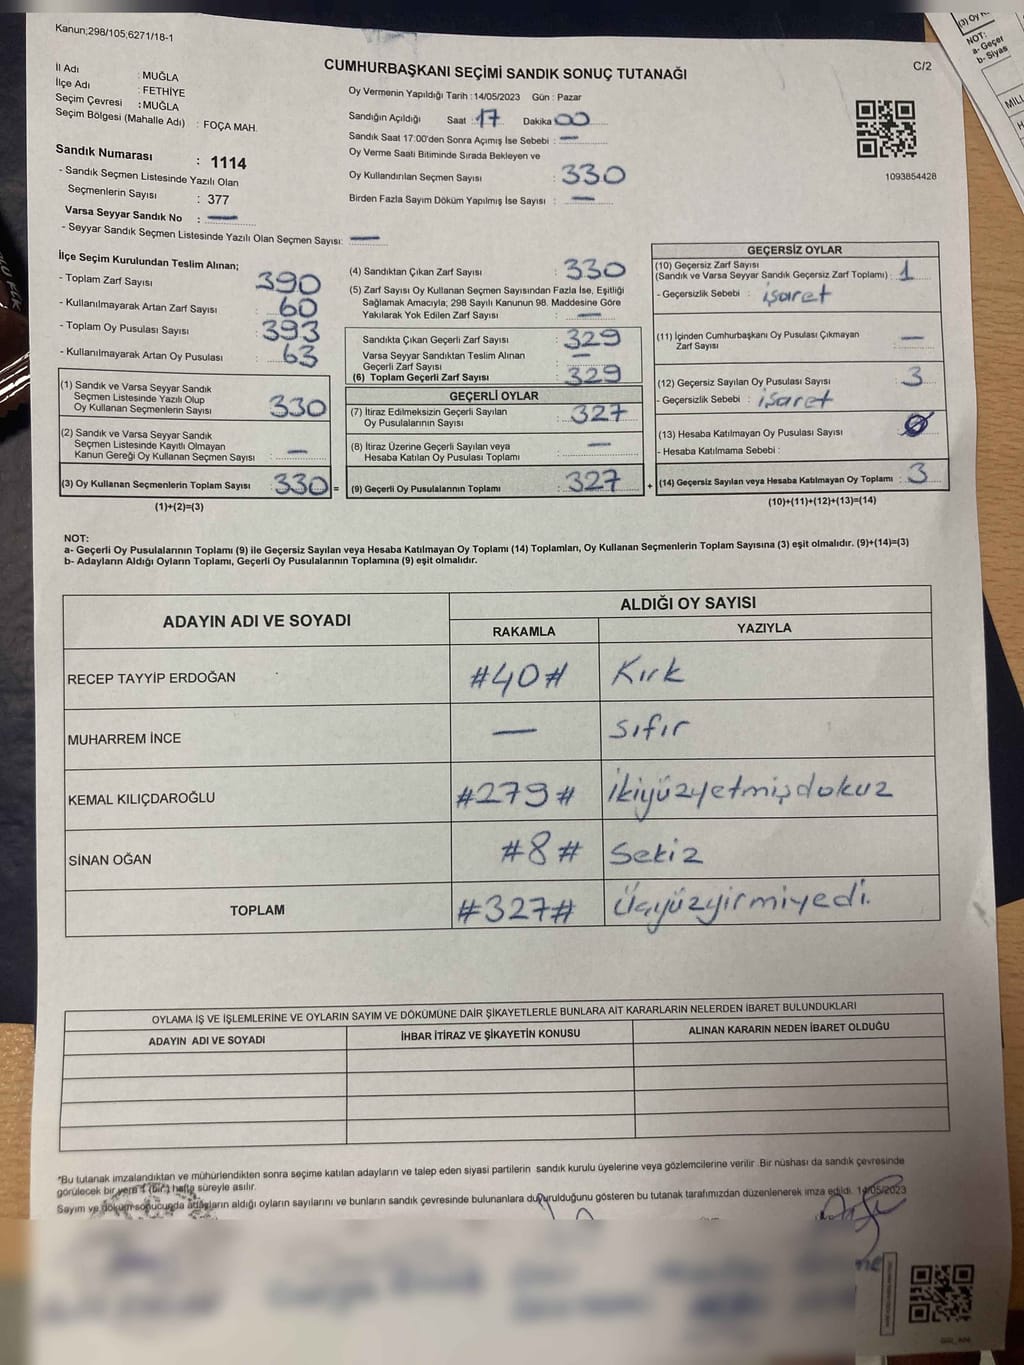 Kanun;298/105;6271/18-1
CUMHURBAŞKANI SEÇİMİ SANDIK SONUÇ TUTANAĞI
C/2
İl Adı : MUĞLA
İlçe Adı : FETHİYE
Seçim Çevresi : MUĞLA
Seçim Bölgesi (Mahalle Adı) : FOÇA MAH.
Sandık Numarası : 1114
- Sandık Seçmen Listesinde Yazılı Olan
Seçmenlerin Sayısı : 377
Varsa Seyyar Sandık No : —
- Seyyar Sandık Seçmen Listesinde Yazılı Olan Seçmen Sayısı: —
Oy Vermenin Yapıldığı Tarih : 14/05/2023 Gün : Pazar
Sandığın Açıldığı Saat : 17 Dakika 00
Sandık Saat 17:00'den Sonra Açımış İse Sebebi : —
Oy Verme Saati Bitiminde Sırada Bekleyen ve
Oy Kullandırılan Seçmen Sayısı : 330
Birden Fazla Sayım Döküm Yapılmış İse Sayısı : —
1093854428
İlçe Seçim Kurulundan Teslim Alınan;
- Toplam Zarf Sayısı : 390
- Kullanılmayarak Artan Zarf Sayısı : 60
- Toplam Oy Pusulası Sayısı : 393
- Kullanılmayarak Artan Oy Pusulası : 63
(1) Sandık ve Varsa Seyyar Sandık
Seçmen Listesinde Yazılı Olup
Oy Kullanan Seçmenlerin Sayısı : 330
(2) Sandık ve Varsa Seyyar Sandık
Seçmen Listesinde Kayıtlı Olmayan
Kanun Gereği Oy Kullanan Seçmen Sayısı : —
(3) Oy Kullanan Seçmenlerin Toplam Sayısı : 330 =
(1)+(2)=(3)
(4) Sandıktan Çıkan Zarf Sayısı : 330
(5) Zarf Sayısı Oy Kullanan Seçmen Sayısından Fazla İse, Eşitliği
Sağlamak Amacıyla; 298 Sayılı Kanunun 98. Maddesine Göre
Yakılarak Yok Edilen Zarf Sayısı : —
Sandıkta Çıkan Geçerli Zarf Sayısı : 329
Varsa Seyyar Sandıktan Teslim Alınan
Geçerli Zarf Sayısı : —
(6) Toplam Geçerli Zarf Sayısı : 329
GEÇERLİ OYLAR
(7) İtiraz Edilmeksizin Geçerli Sayılan
Oy Pusulalarının Sayısı : 327
(8) İtiraz Üzerine Geçerli Sayılan veya
Hesaba Katılan Oy Pusulası Toplamı : —
(9) Geçerli Oy Pusulalarının Toplamı : 327 +
GEÇERSİZ OYLAR
(10) Geçersiz Zarf Sayısı
(Sandık ve Varsa Seyyar Sandık Geçersiz Zarf Toplamı) : 1
- Geçersizlik Sebebi : işaret
(11) İçinden Cumhurbaşkanı Oy Pusulası Çıkmayan
Zarf Sayısı : —
(12) Geçersiz Sayılan Oy Pusulası Sayısı : 3
- Geçersizlik Sebebi : işaret
(13) Hesaba Katılmayan Oy Pusulası Sayısı : 0
- Hesaba Katılmama Sebebi :
(14) Geçersiz Sayılan veya Hesaba Katılmayan Oy Toplamı : 3
(10)+(11)+(12)+(13)=(14)
NOT:
a- Geçerli Oy Pusulalarının Toplamı (9) ile Geçersiz Sayılan veya Hesaba Katılmayan Oy Toplamı (14) Toplamları, Oy Kullanan Seçmenlerin Toplam Sayısına (3) eşit olmalıdır. (9)+(14)=(3)
b- Adayların Aldığı Oyların Toplamı, Geçerli Oy Pusulalarının Toplamına (9) eşit olmalıdır.
ADAYIN ADI VE SOYADI ALDIĞI OY SAYISI
RAKAMLA YAZIYLA
RECEP TAYYİP ERDOĞAN #40# Kırk
MUHARREM İNCE — sıfır
KEMAL KILIÇDAROĞLU #279# İkiyüzyetmişdokuz
SİNAN OĞAN #8# Sekiz
TOPLAM #327# Üçyüzyirmiyedi.
OYLAMA İŞ VE İŞLEMLERİNE VE OYLARIN SAYIM VE DÖKÜMÜNE DAİR ŞİKAYETLERLE BUNLARA AİT KARARLARIN NELERDEN İBARET BULUNDUKLARI
ADAYIN ADI VE SOYADI İHBAR İTİRAZ VE ŞİKAYETİN KONUSU ALINAN KARARIN NEDEN İBARET OLDUĞU
*Bu tutanak imzalandıktan ve mühürlendikten sonra seçime katılan adayların ve talep eden siyasi partilerin sandık kurulu üyelerine veya gözlemcilerine verilir. Bir nüshası da sandık çevresinde
görülecek bir yere 1 (bir) hafta süreyle asılır.
Sayım ve döküm sonucunda adayların aldığı oyların sayılarını ve bunların sandık çevresinde bulunanlara duyurulduğunu gösteren bu tutanak tarafımızdan düzenlenerek imza edildi. 14/05/2023
NOT:
a- Geçer
b- Siyas